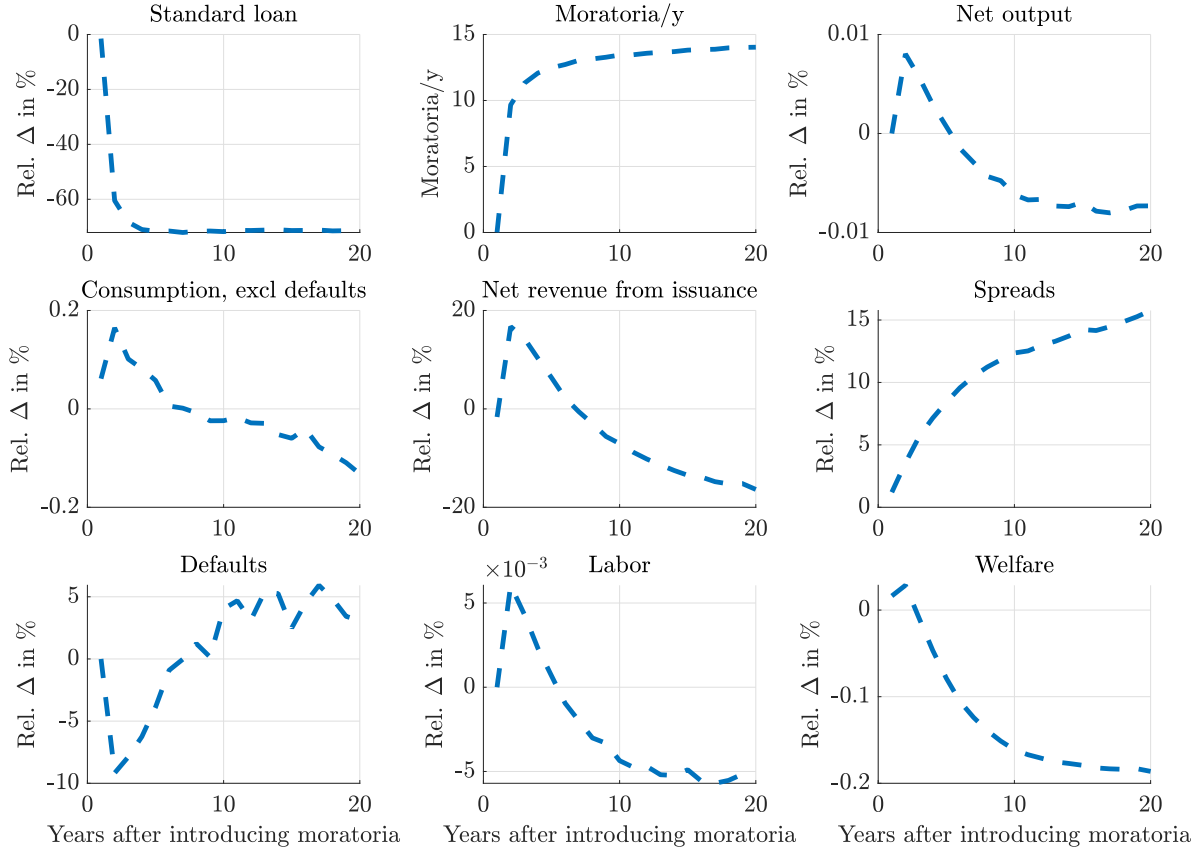 Standard loan
Rel. Δ in %
0
-20
-40
-60
0 10 20
Moratoria/y
Moratoria/y
15
10
5
0
0 10 20
Net output
Rel. Δ in %
0.01
0
-0.01
0 10 20
Consumption, excl defaults
Rel. Δ in %
0.2
0
-0.2
0 10 20
Net revenue from issuance
Rel. Δ in %
20
0
-20
0 10 20
Spreads
Rel. Δ in %
15
10
5
0
0 10 20
Defaults
Rel. Δ in %
5
0
-5
-10
0 10 20
Years after introducing moratoria
×10⁻³ Labor
Rel. Δ in %
5
0
-5
0 10 20
Years after introducing moratoria
Welfare
Rel. Δ in %
0
-0.1
-0.2
0 10 20
Years after introducing moratoria